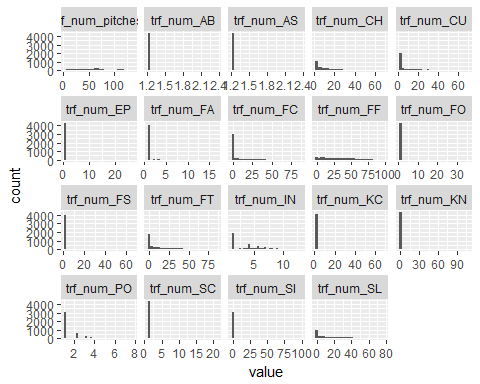 f_num_pitches trf_num_AB trf_num_AS trf_num_CH trf_num_CU
4000
3000
2000
1000
0
0 50 100 1.2 1.5 1.8 2.1 2.4 1.2 1.5 1.8 2.1 2.4 0 20 40 60 0 20 40 60
trf_num_EP trf_num_FA trf_num_FC trf_num_FF trf_num_FO
4000
3000
2000
1000
0
0 10 20 0 5 10 15 0 25 50 75 0 25 50 75 100 0 10 20 30
trf_num_FS trf_num_FT trf_num_IN trf_num_KC trf_num_KN
4000
3000
2000
1000
0
0 20 40 60 0 25 50 75 5 10 0 20 40 60 0 30 60 90
trf_num_PO trf_num_SC trf_num_SI trf_num_SL
4000
3000
2000
1000
0
2 4 6 8 0 5 10 15 20 0 25 50 75 100 0 20 40 60
count
value